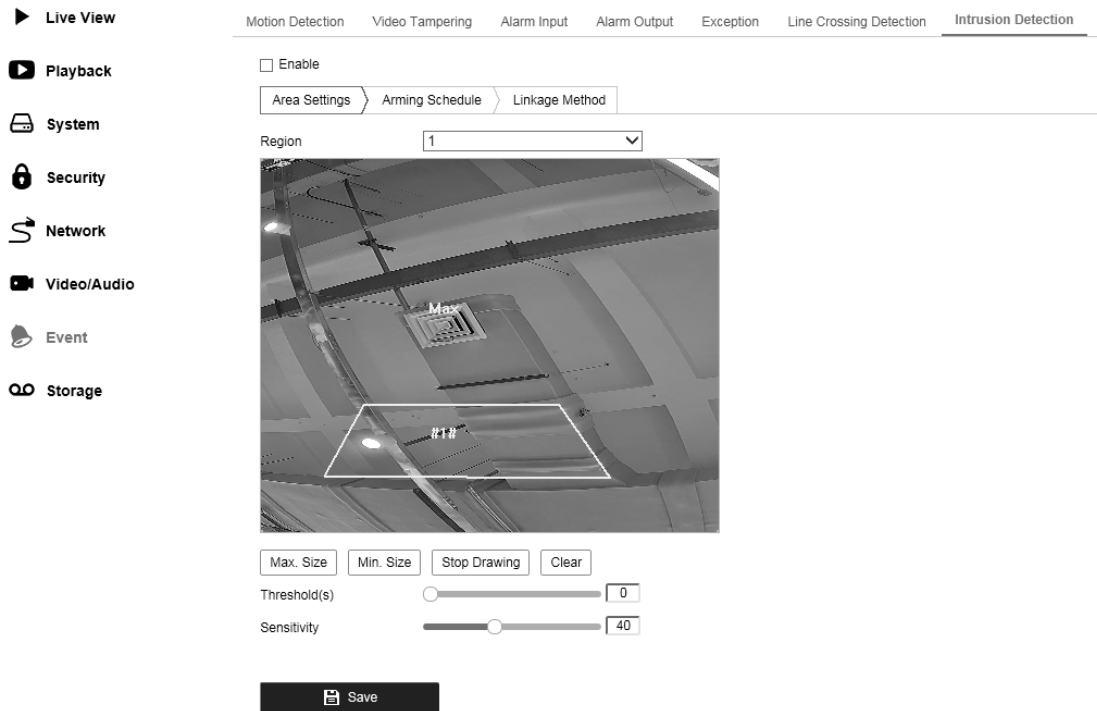 Live View
Playback
System
Security
Network
Video/Audio
Event
Storage
Motion Detection Video Tampering Alarm Input Alarm Output Exception Line Crossing Detection Intrusion Detection
Enable
Area Settings Arming Schedule Linkage Method
Region 1
Max
#1#
Max. Size Min. Size Stop Drawing Clear
Threshold(s) 0
Sensitivity 40
Save